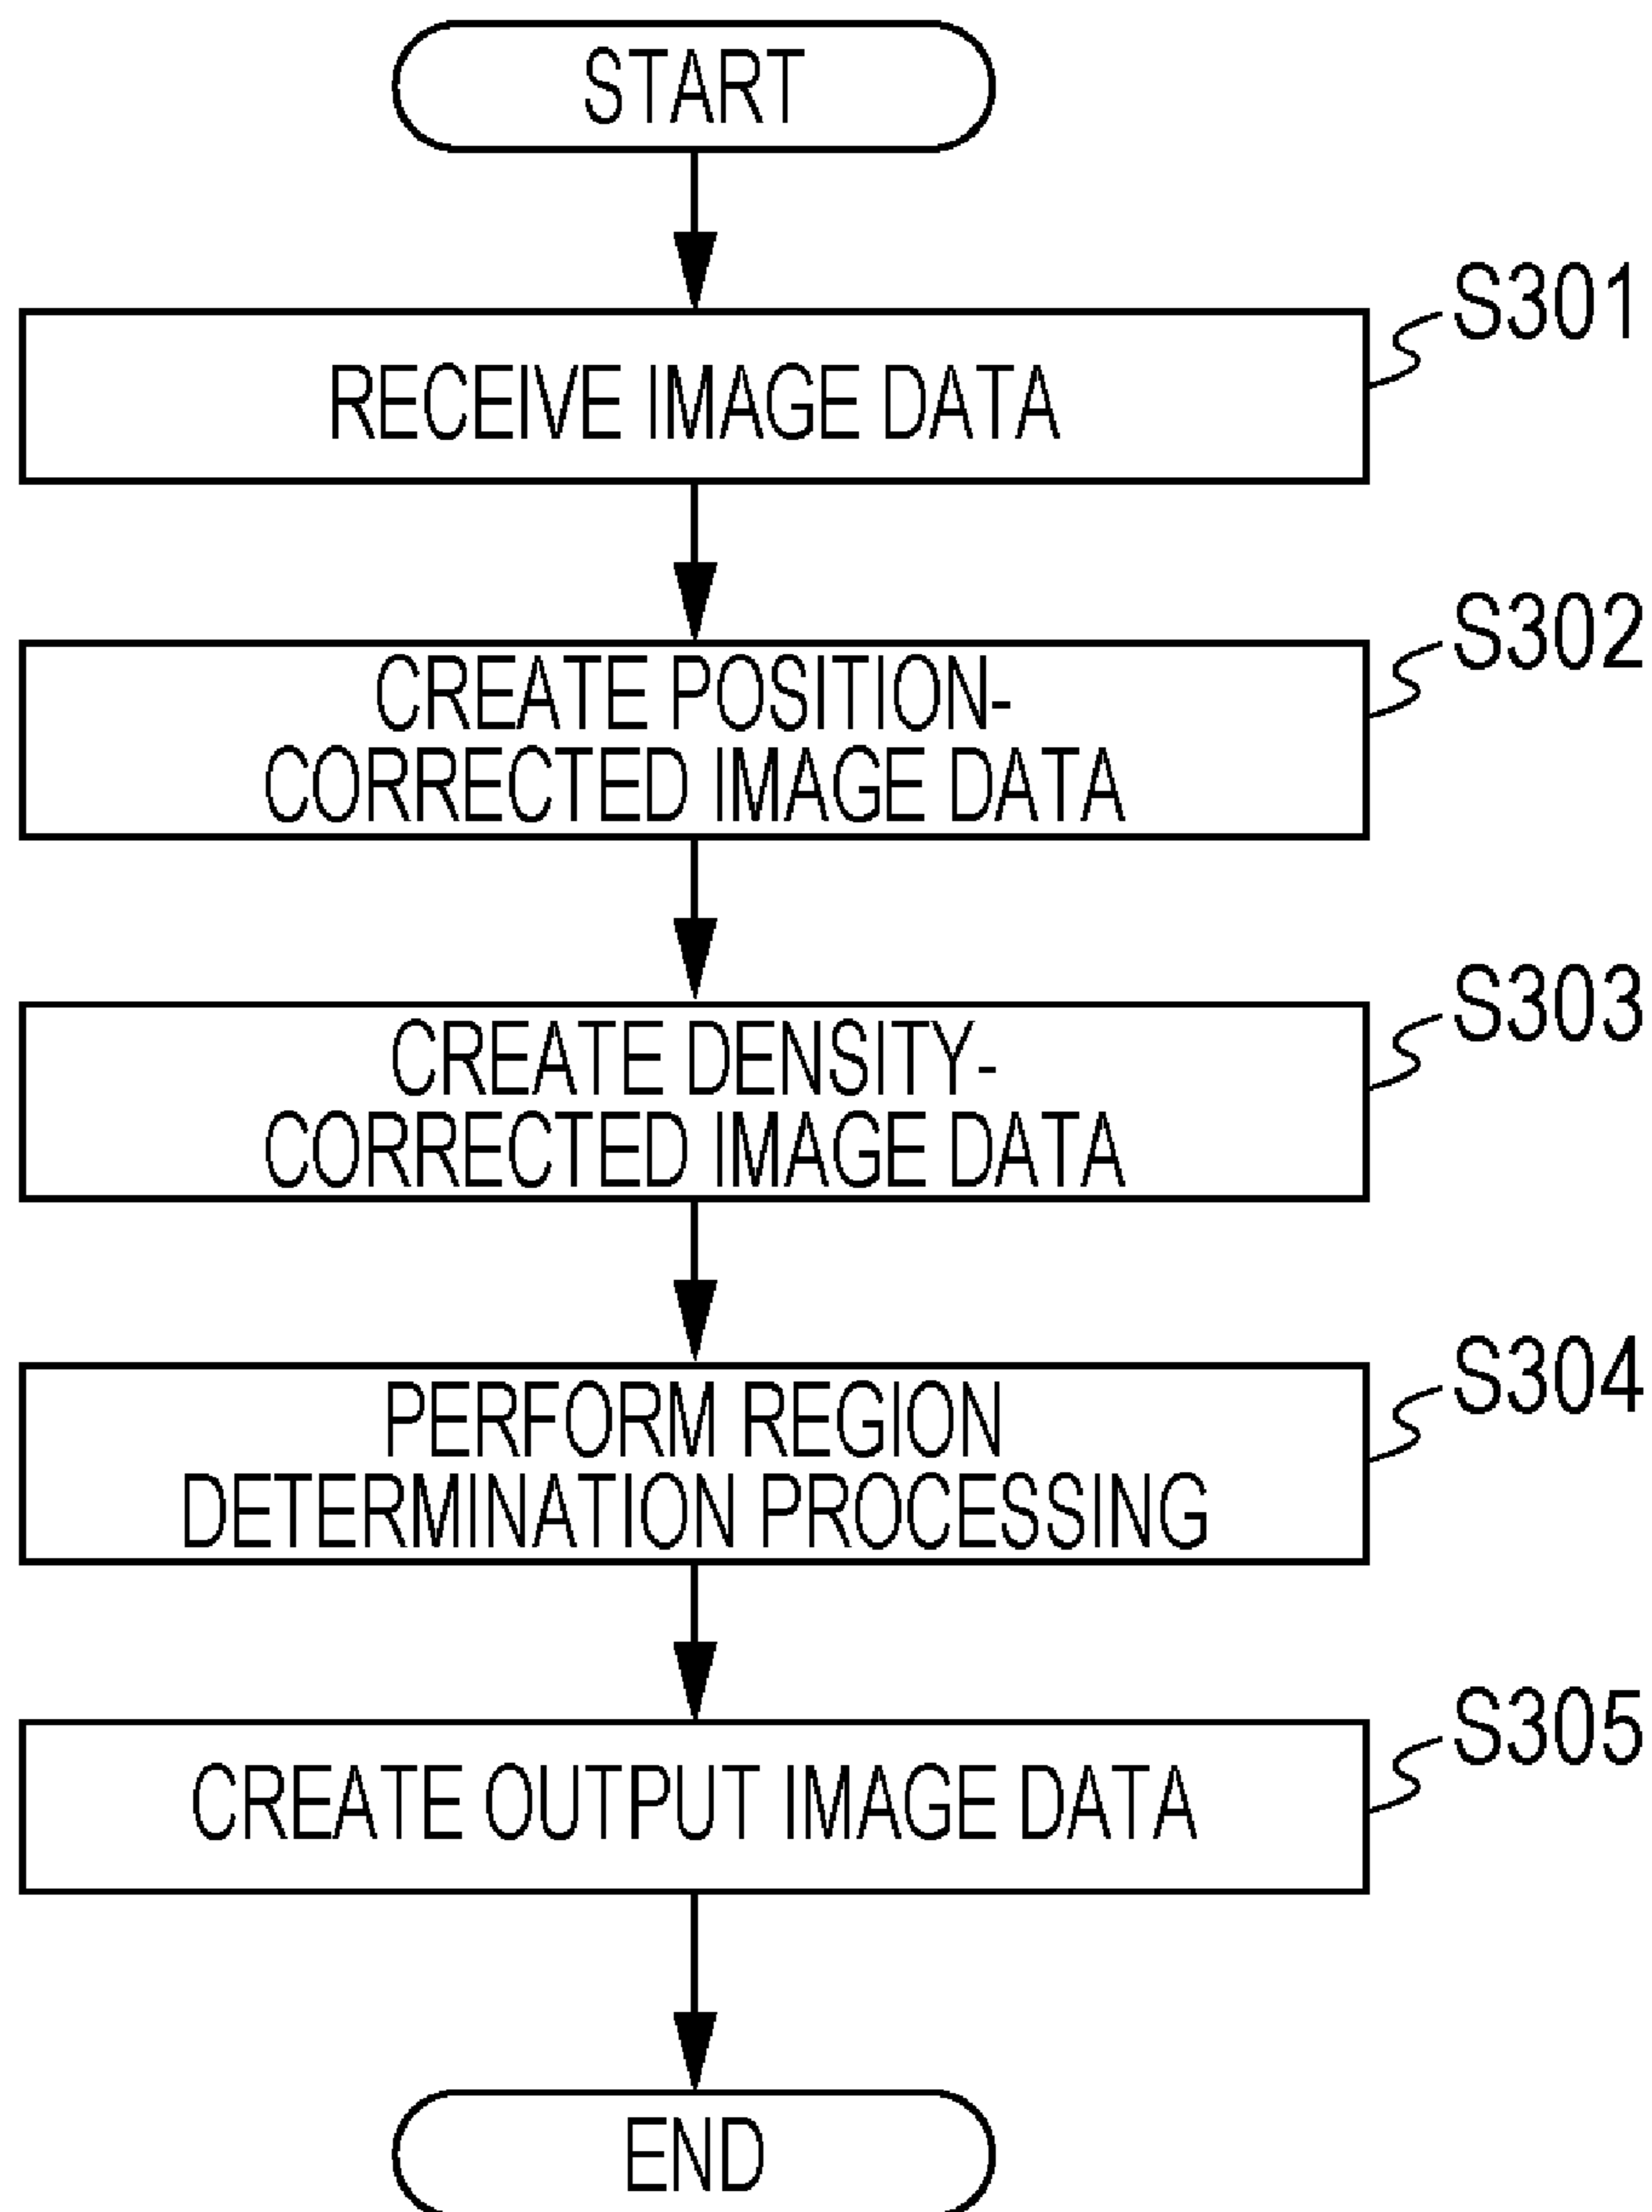 START
S301
RECEIVE IMAGE DATA
S302
CREATE POSITION-
CORRECTED IMAGE DATA
S303
CREATE DENSITY-
CORRECTED IMAGE DATA
S304
PERFORM REGION
DETERMINATION PROCESSING
S305
CREATE OUTPUT IMAGE DATA
END